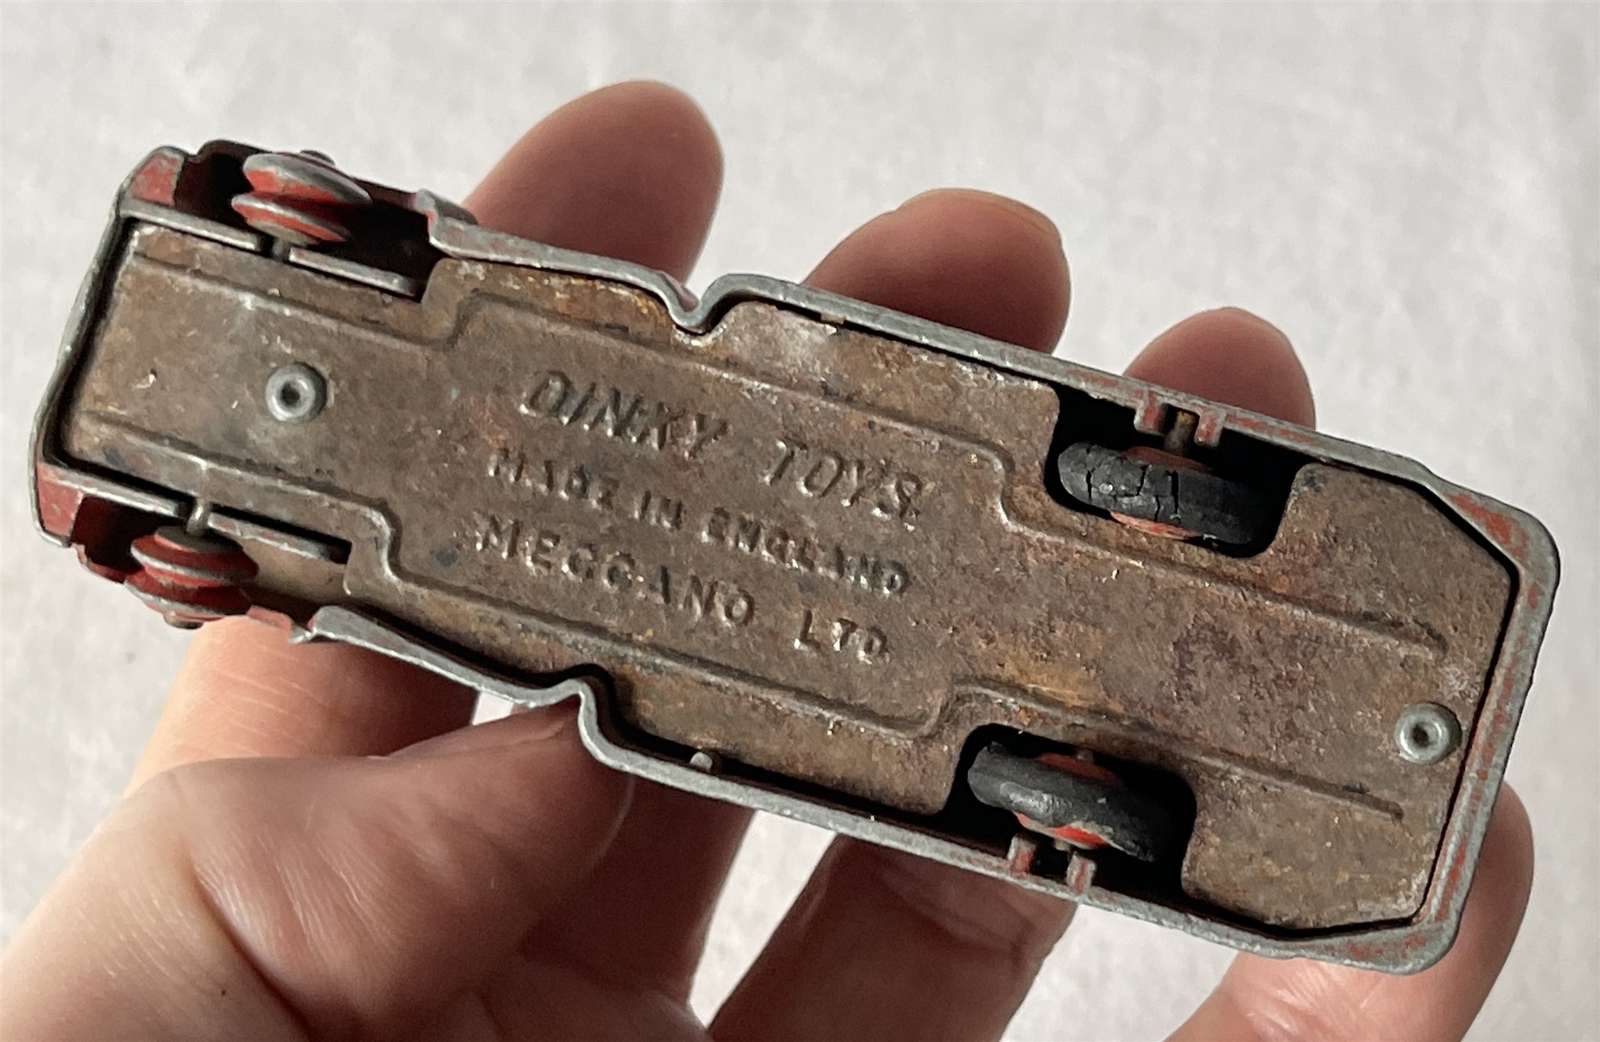 DINKY TOYS
MADE IN ENGLAND
MECCANO LTD